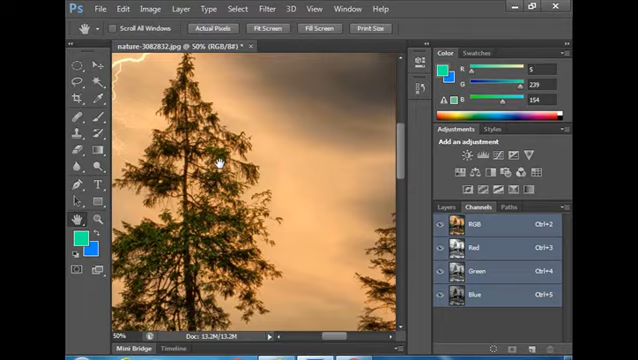 Ps File Edit Image Layer Type Select Filter 3D View Window Help
Scroll All Windows Actual Pixels Fit Screen Fill Screen Print Size
nature-3082832.jpg @ 50% (RGB/8#) * ×
Color Swatches
R 5
G 239
B 154
Adjustments Styles
Add an adjustment
Layers Channels Paths
RGB Ctrl+2
Red Ctrl+3
Green Ctrl+4
Blue Ctrl+5
50% Doc: 13.2M/13.2M
Mini Bridge Timeline